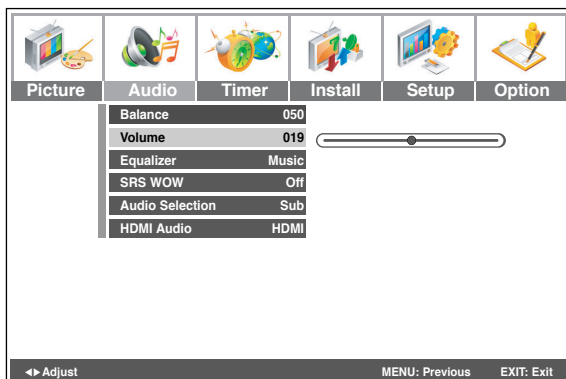 Picture Audio Timer Install Setup Option
Balance 050
Volume 019
Equalizer Music
SRS WOW Off
Audio Selection Sub
HDMI Audio HDMI
◄► Adjust MENU: Previous EXIT: Exit